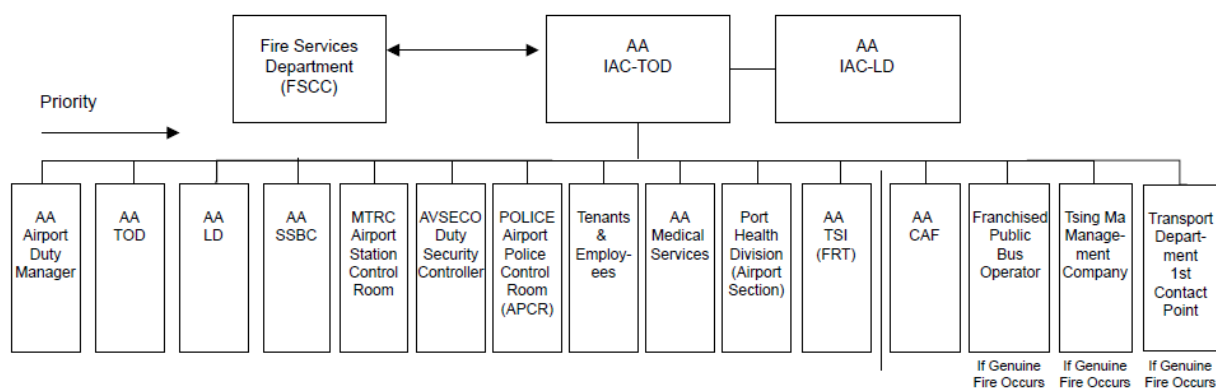 Fire Services
Department
(FSCC)
AA
IAC-TOD
AA
IAC-LD
Priority
AA
Airport
Duty
Manager
AA
TOD
AA
LD
AA
SSBC
MTRC
Airport
Station
Control
Room
AVSECO
Duty
Security
Controller
POLICE
Airport
Police
Control
Room
(APCR)
Tenants
&
Employ-
ees
AA
Medical
Services
Port
Health
Division
(Airport
Section)
AA
TSI
(FRT)
AA
CAF
Franchised
Public
Bus
Operator
Tsing Ma
Manage-
ment
Company
Transport
Depart-
ment
1st
Contact
Point
If Genuine
Fire Occurs
If Genuine
Fire Occurs
If Genuine
Fire Occurs